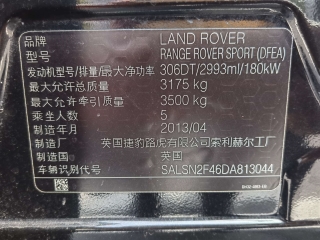 品牌 LAND ROVER
型号 RANGE ROVER SPORT (DFEA)
发动机型号/排量/最大净功率 306DT/2993ml/180kW
最大允许总质量 3175 kg
最大允许牵引质量 3500 kg
乘坐人数 5
制造年月 2013/04
制造厂 英国捷豹路虎有限公司索利赫尔工厂
制造国 英国
车辆识别代号 SALSN2F46DA813044